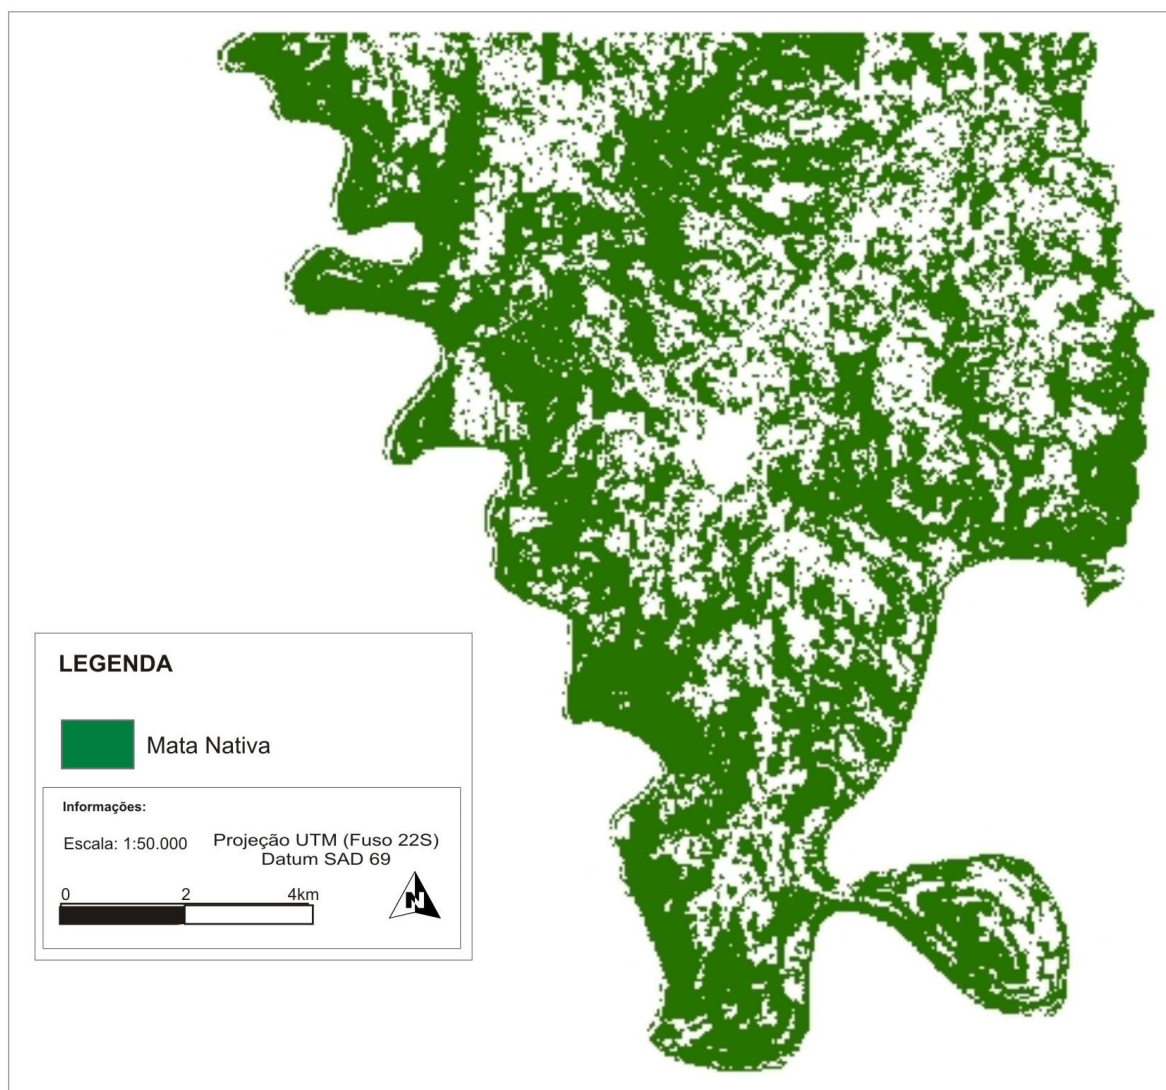 LEGENDA
Mata Nativa
Informações:
Escala: 1:50.000
Projeção UTM (Fuso 22S)
Datum SAD 69
0 2 4km
N